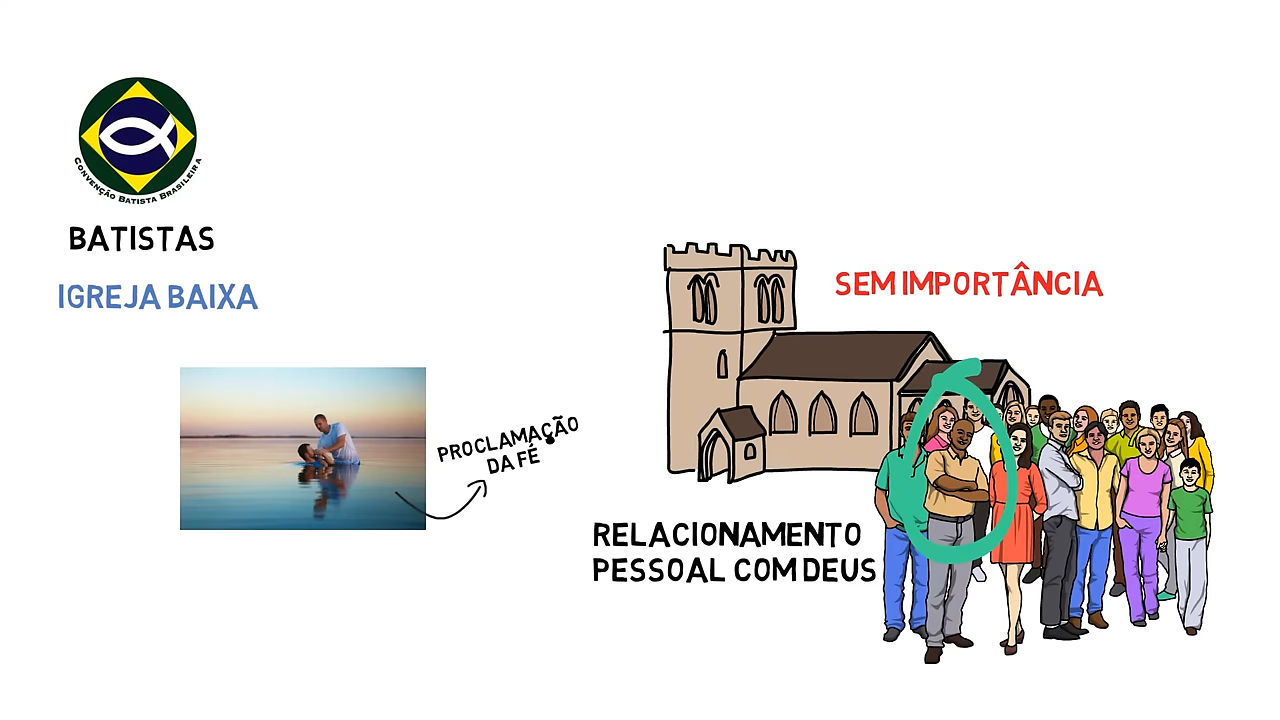 CONVENÇÃO BATISTA BRASILEIRA
BATISTAS
IGREJA BAIXA
PROCLAMAÇÃO
DA FÉ
SEM IMPORTÂNCIA
RELACIONAMENTO
PESSOAL COM DEUS